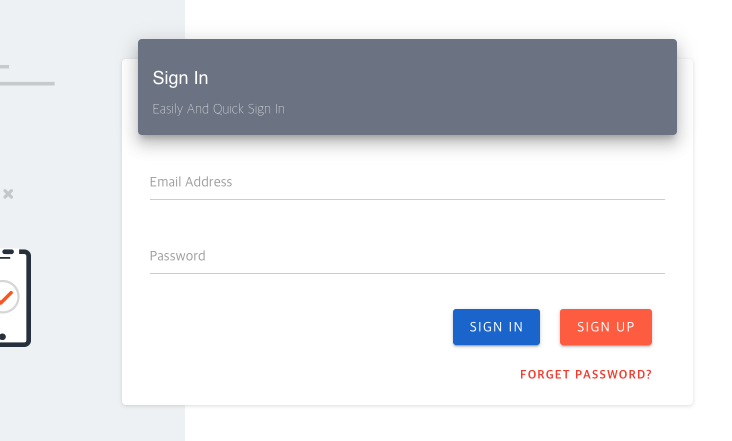 Sign In
Easily And Quick Sign In
Email Address
Password
SIGN IN
SIGN UP
FORGET PASSWORD?